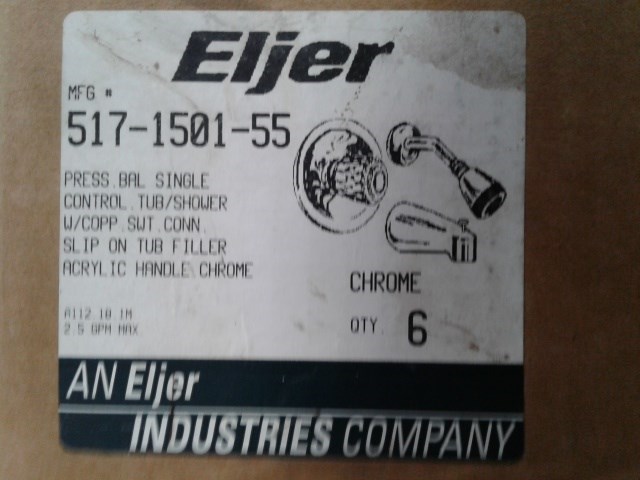 Eljer
MFG #
517-1501-55
PRESS.BAL SINGLE
CONTROL.TUB/SHOWER
W/COPP.SWT.CONN.
SLIP ON TUB FILLER
ACRYLIC HANDLE CHROME
A112.18.1M
2.5 GPM MAX
CHROME
QTY. 6
AN Eljer
INDUSTRIES COMPANY